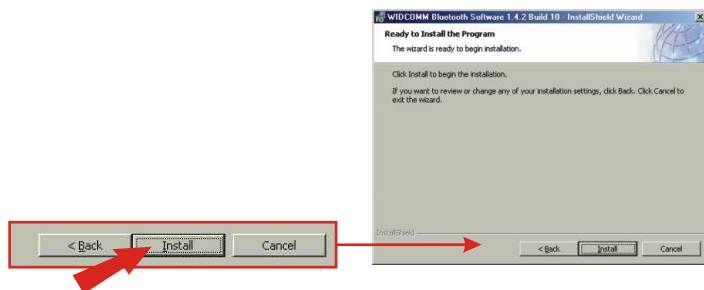 WIDCOMM Bluetooth Software 1.4.2 Build 10 - InstallShield Wizard
Ready to Install the Program
The wizard is ready to begin installation.
Click Install to begin the installation.
If you want to review or change any of your installation settings, click Back. Click Cancel to
exit the wizard.
InstallShield
< Back Install Cancel
< Back Install Cancel